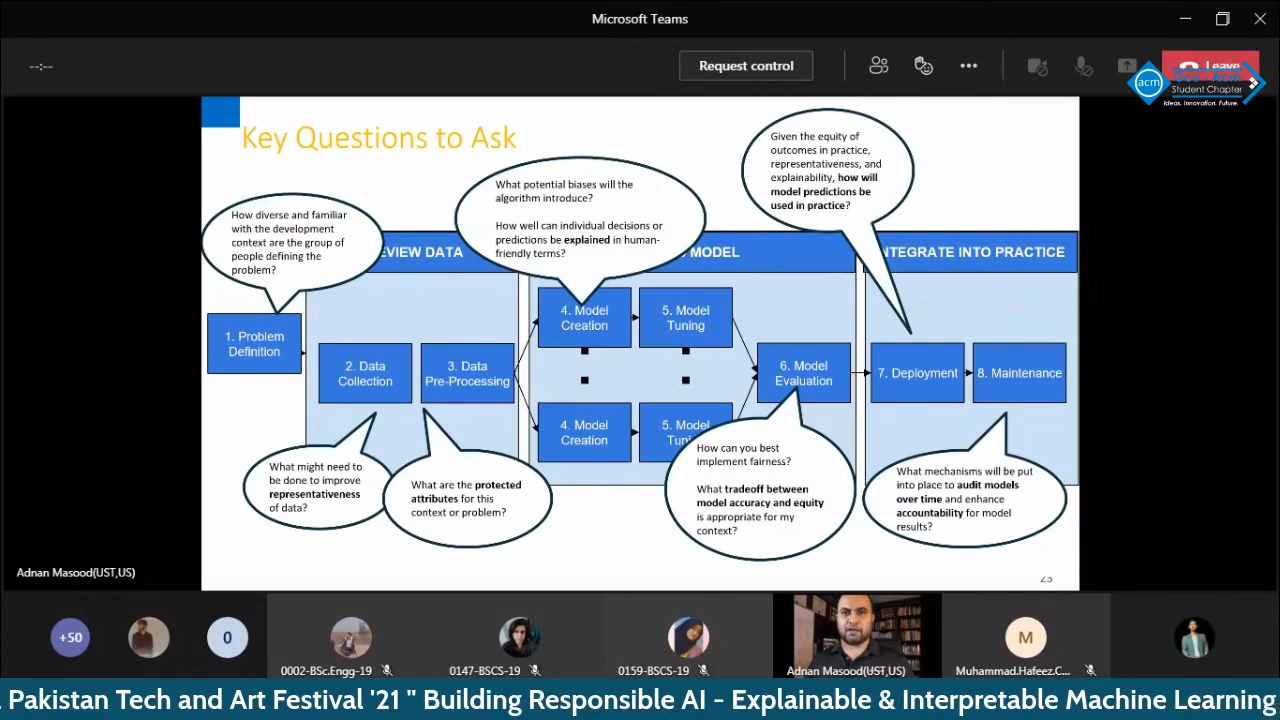 Microsoft Teams
--:--
Request control
Leave
acm
Student Chapter
Ideas. Innovation. Future.
Key Questions to Ask
Given the equity of
outcomes in practice,
representativeness, and
explainability, how will
model predictions be
used in practice?
What potential biases will the
algorithm introduce?
How well can individual decisions or
predictions be explained in human-
friendly terms?
How diverse and familiar
with the development
context are the group of
people defining the
problem?
EVIEW DATA
MODEL
NTEGRATE INTO PRACTICE
1. Problem
Definition
2. Data
Collection
3. Data
Pre-Processing
4. Model
Creation
5. Model
Tuning
4. Model
Creation
5. Model
Tuning
6. Model
Evaluation
7. Deployment
8. Maintenance
What might need to
be done to improve
representativeness
of data?
What are the protected
attributes for this
context or problem?
How can you best
implement fairness?
What tradeoff between
model accuracy and equity
is appropriate for my
context?
What mechanisms will be put
into place to audit models
over time and enhance
accountability for model
results?
23
Adnan Masood(UST,US)
+50
0
0002-BSc.Engg-19
0147-BSCS-19
0159-BSCS-19
Adnan Masood(UST,US)
M
Muhammad.Hafeez.C...
Pakistan Tech and Art Festival '21 " Building Responsible AI - Explainable & Interpretable Machine Learning